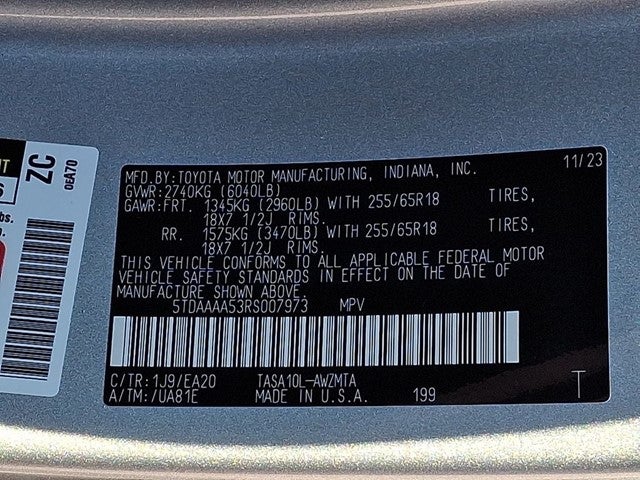 ZC
0EA70
MFD.BY:TOYOTA MOTOR MANUFACTURING, INDIANA, INC. 11/23
GVWR:2740KG (6040LB)
GAWR:FRT. 1345KG (2960LB) WITH 255/65R18 TIRES,
18X7 1/2J RIMS.
RR. 1575KG (3470LB) WITH 255/65R18 TIRES,
18X7 1/2J RIMS.
THIS VEHICLE CONFORMS TO ALL APPLICABLE FEDERAL MOTOR
VEHICLE SAFETY STANDARDS IN EFFECT ON THE DATE OF
MANUFACTURE SHOWN ABOVE.
5TDAAAA53RS007973 MPV
C/TR:1J9/EA20 TASA10L-AWZMTA
A/TM:/UA81E MADE IN U.S.A. 199 T